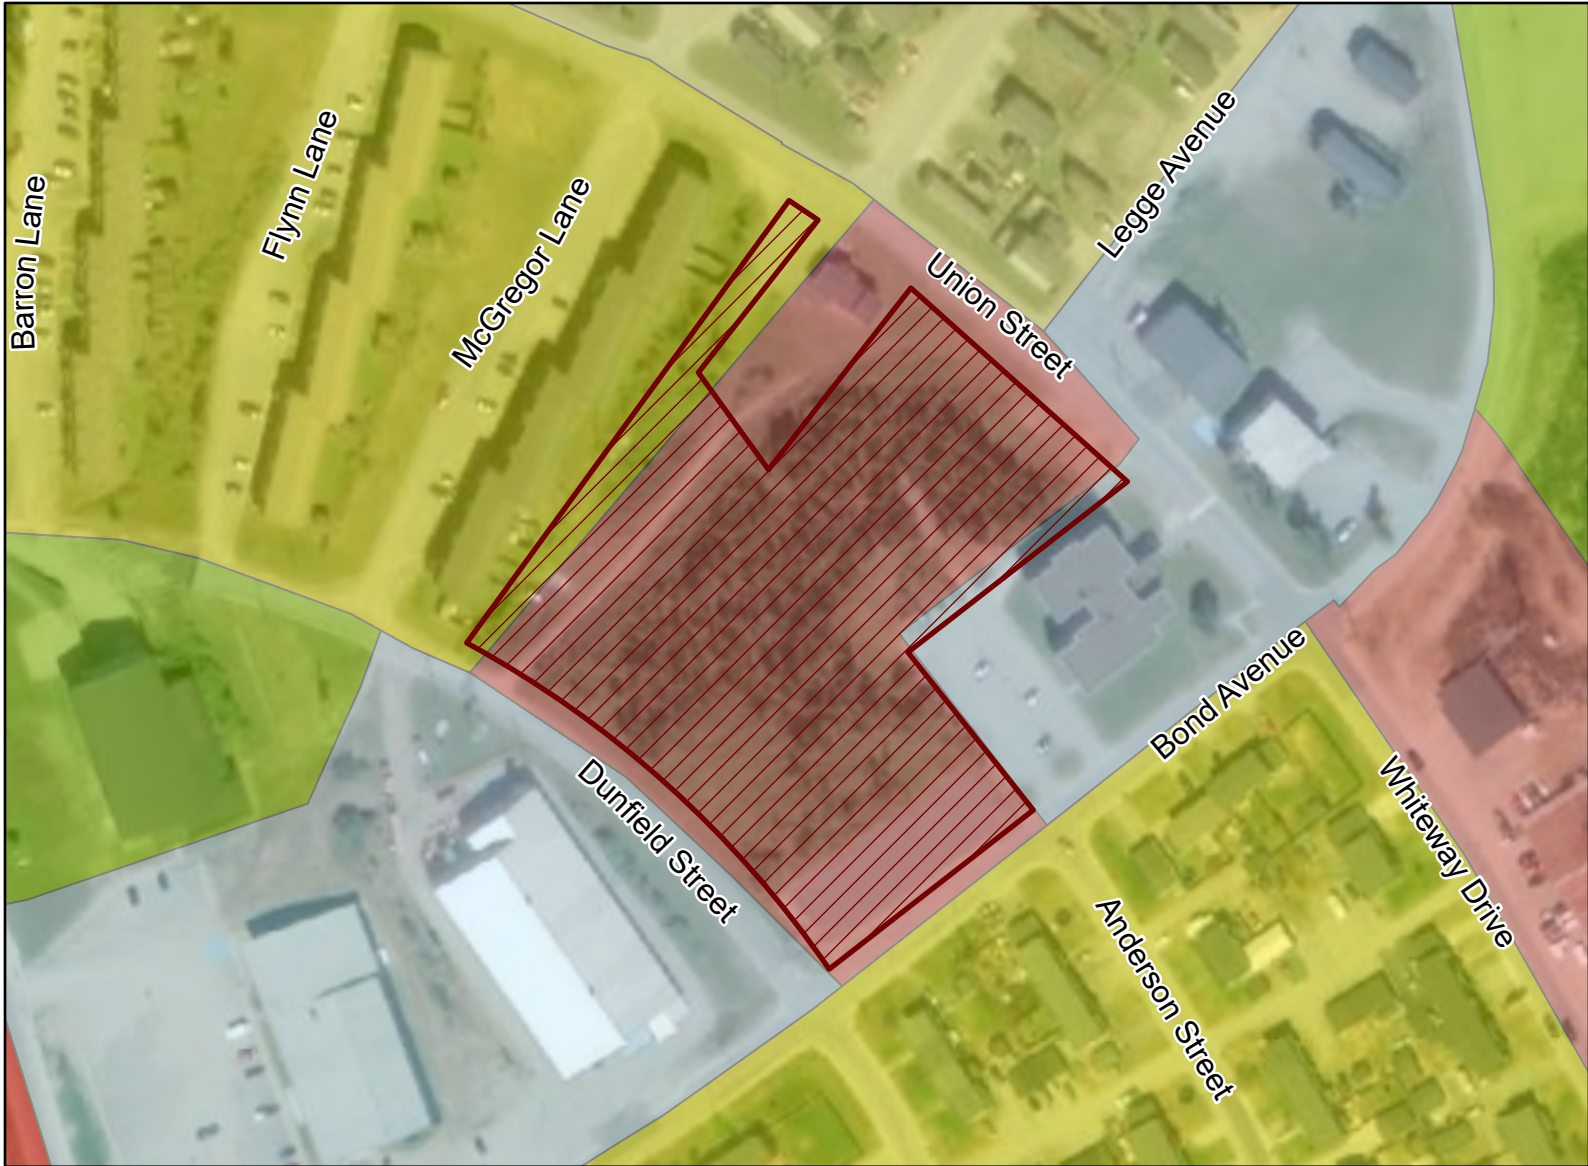 Barron Lane
Flynn Lane
McGregor Lane
Legge Avenue
Union Street
Dunfield Street
Bond Avenue
Whiteway Drive
Anderson Street